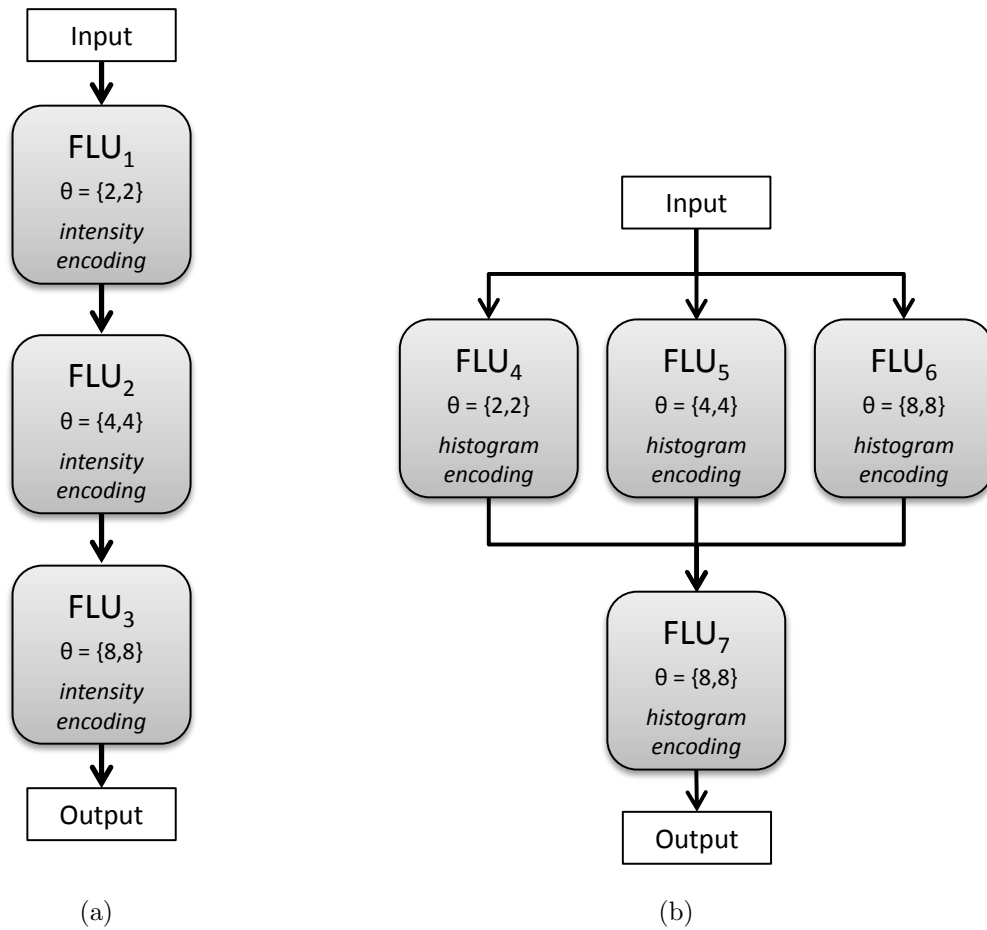 Input
FLU₁
θ = {2,2}
intensity
encoding
FLU₂
θ = {4,4}
intensity
encoding
FLU₃
θ = {8,8}
intensity
encoding
Output
(a)
Input
FLU₄
θ = {2,2}
histogram
encoding
FLU₅
θ = {4,4}
histogram
encoding
FLU₆
θ = {8,8}
histogram
encoding
FLU₇
θ = {8,8}
histogram
encoding
Output
(b)